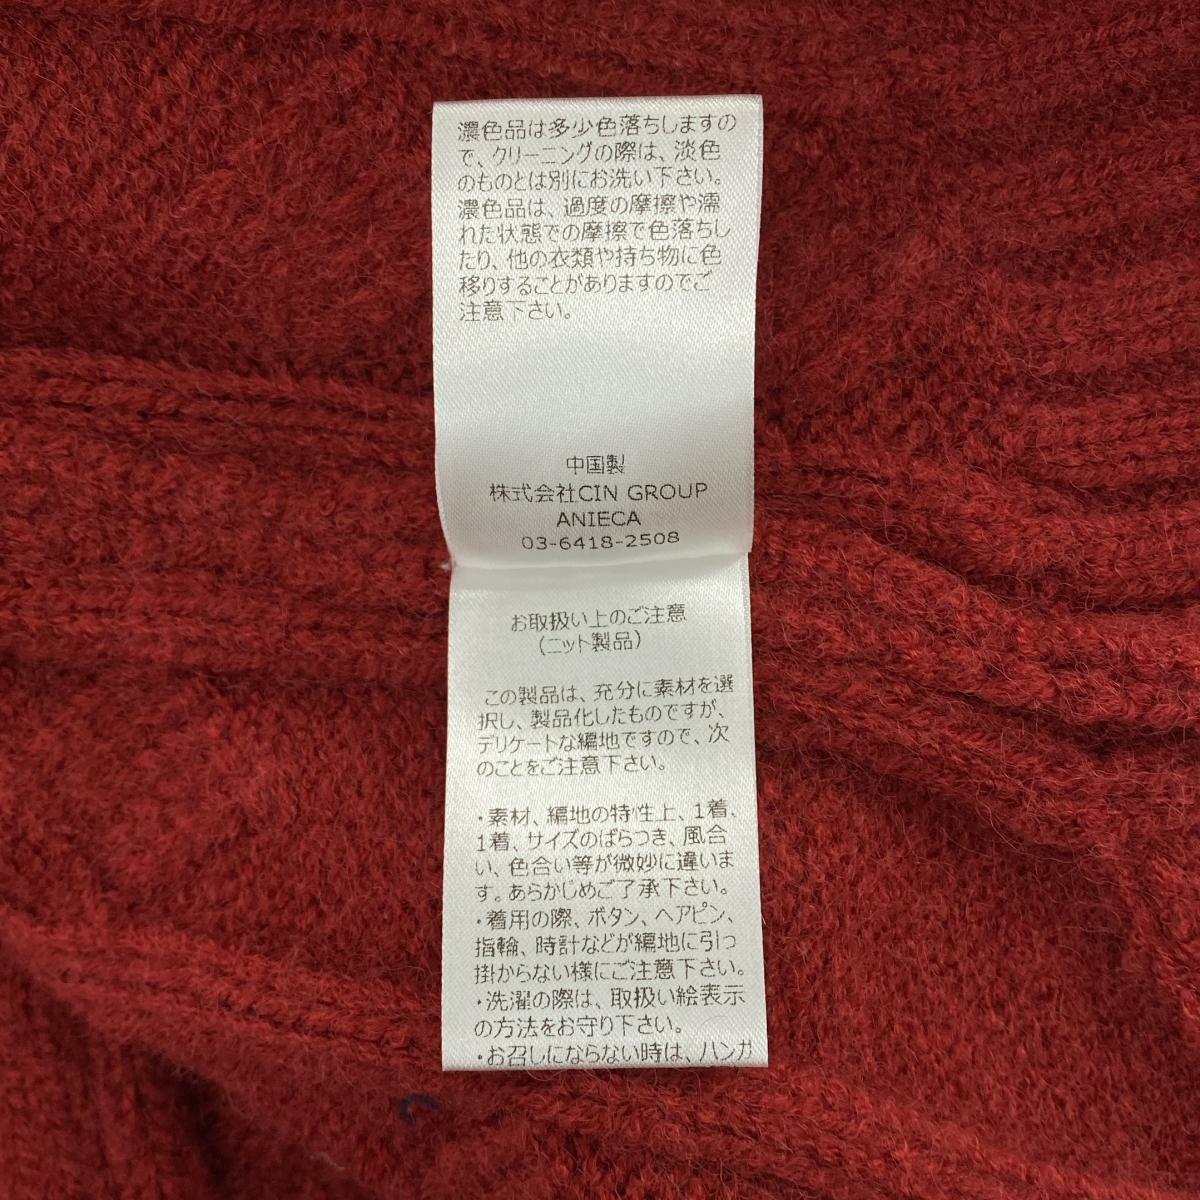 濃色品は多少色落ちしますの
で、クリーニングの際は、淡色
のものとは別にお洗い下さい。
濃色品は、過度の摩擦や濡
れた状態での摩擦で色落ちし
たり、他の衣類や持ち物に色
移りすることがありますのでご
注意下さい。
中国製
株式会社CIN GROUP
ANIECA
03-6418-2508
お取扱い上のご注意
(ニット製品)
この製品は、充分に素材を選
択し、製品化したものですが、
デリケートな編地ですので、次
のことをご注意下さい。
・素材、編地の特性上、1着、
1着、サイズのばらつき、風合
い、色合い等が微妙に違いま
す。あらかじめご了承下さい。
・着用の際、ボタン、ヘアピン、
指輪、時計などが編地に引っ
掛からない様にご注意下さい。
・洗濯の際は、取扱い絵表示
の方法をお守り下さい。
・お召しにならない時は、ハンガ